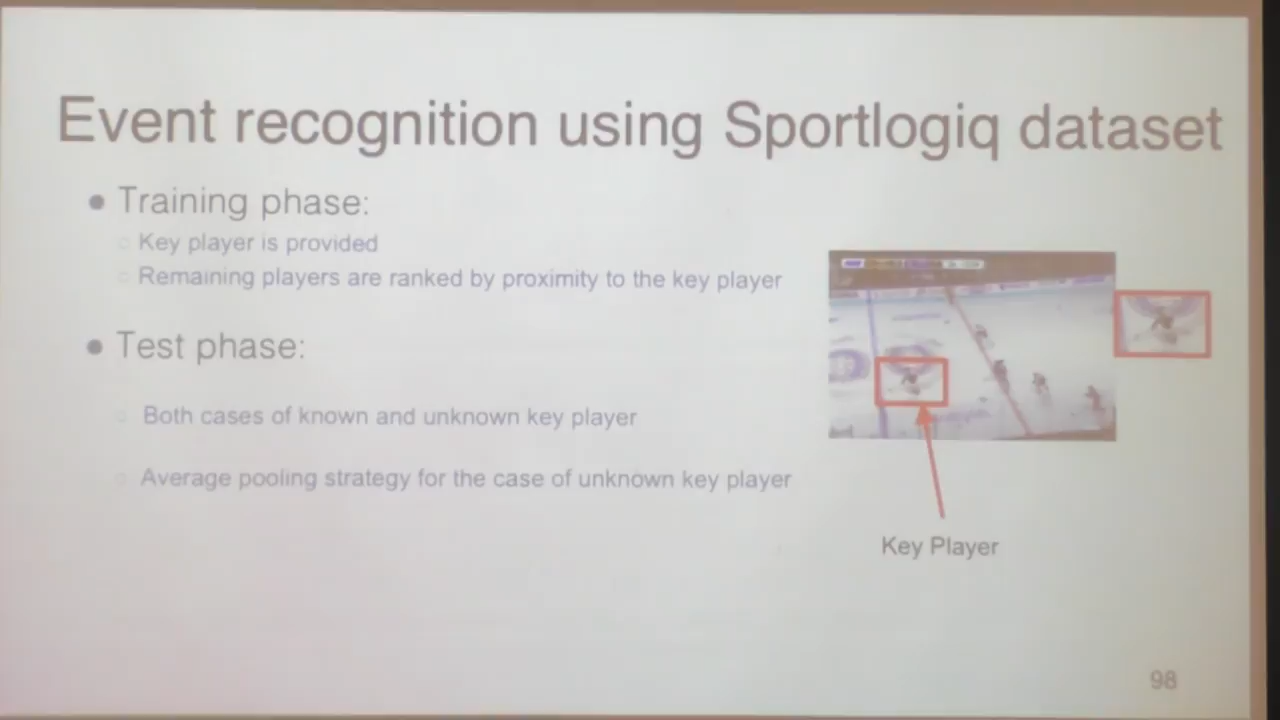 Event recognition using Sportlogiq dataset
Training phase:
Key player is provided
Remaining players are ranked by proximity to the key player
Test phase:
Both cases of known and unknown key player
Average pooling strategy for the case of unknown key player
Key Player
98